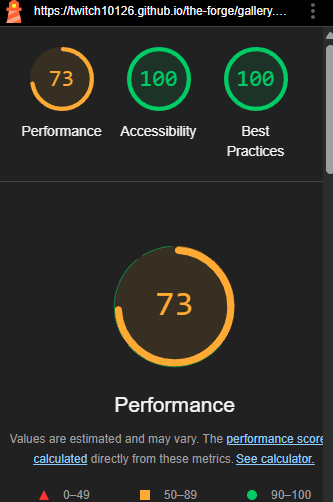 https://twitch10126.github.io/the-forge/gallery....
73
100
100
Performance
Accessibility
Best
Practices
73
Performance
Values are estimated and may vary. The performance score
calculated directly from these metrics. See calculator.
0–49
50–89
90–100